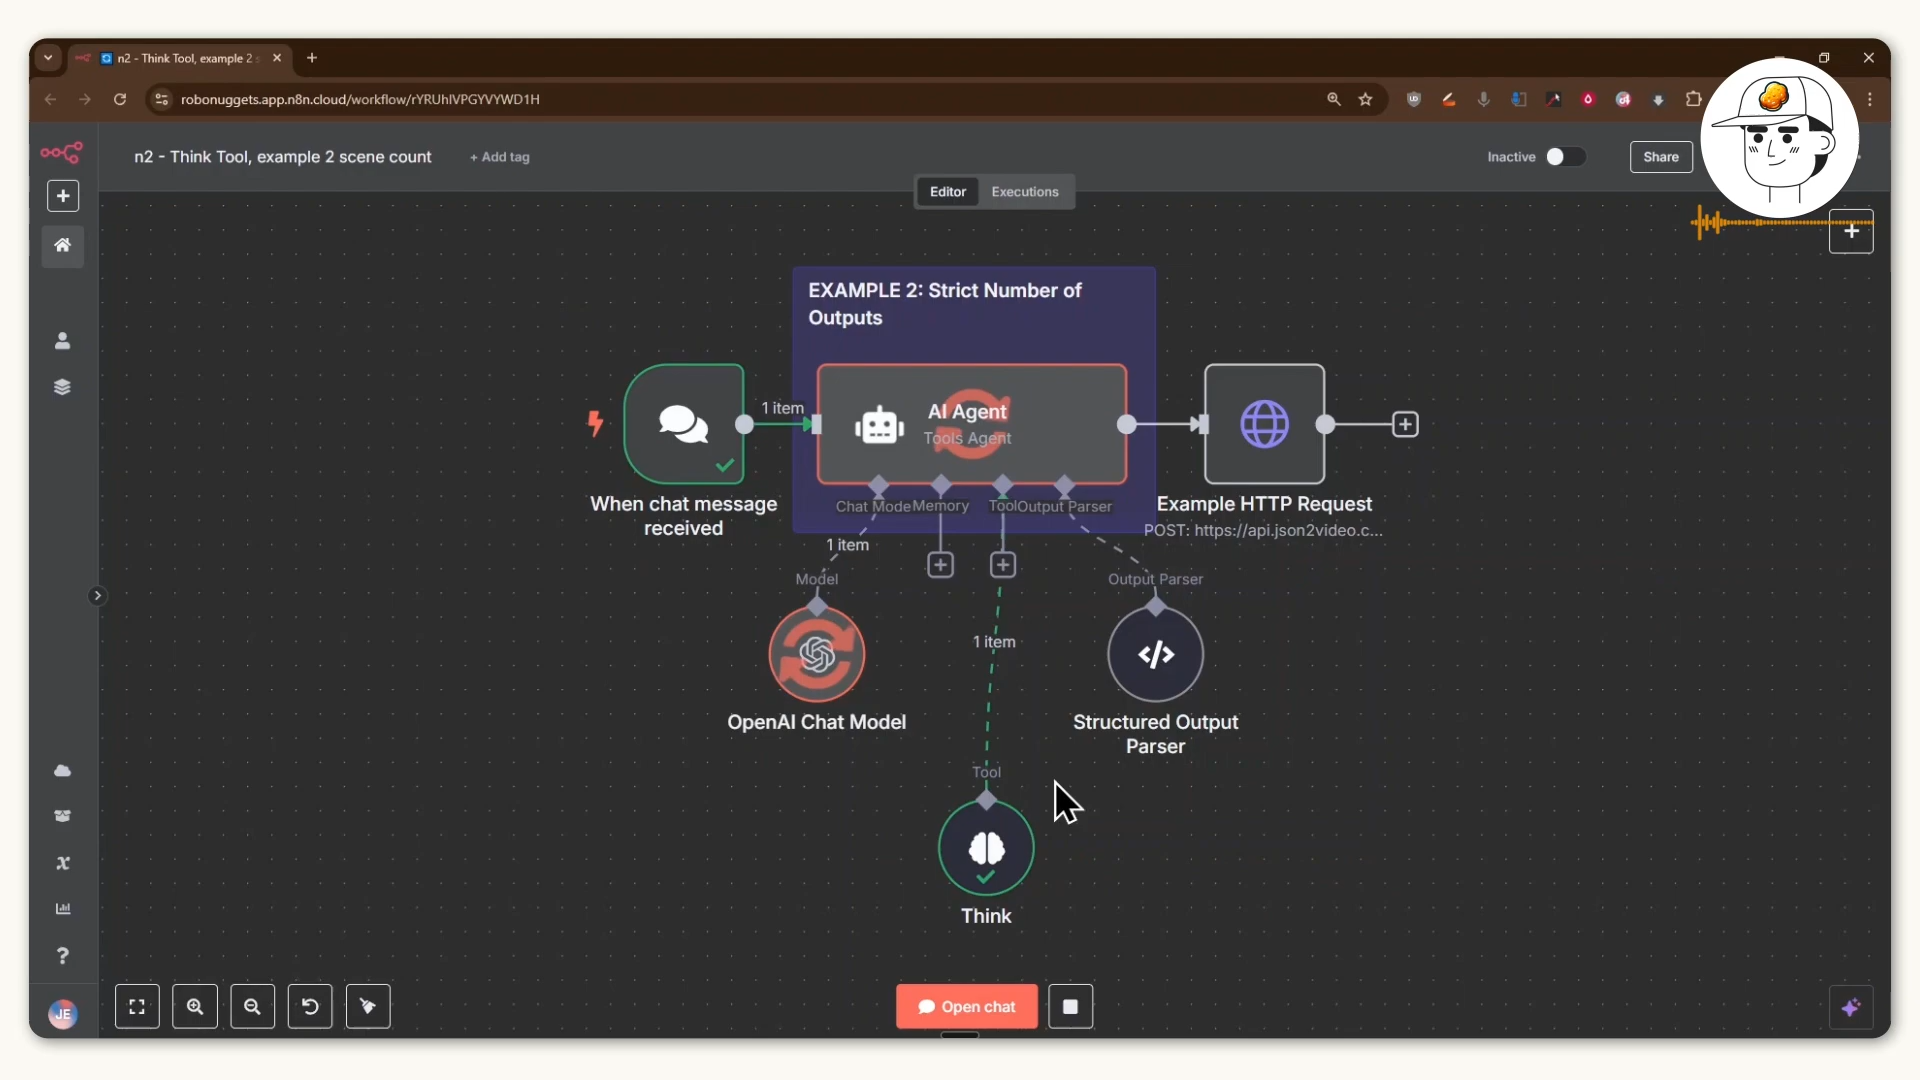 n2 - Think Tool, example 2 s
robonuggets.app.n8n.cloud/workflow/rYRUhIVPGYVYWD1H
n2 - Think Tool, example 2 scene count
+ Add tag
Inactive
Share
Editor
Executions
EXAMPLE 2: Strict Number of
Outputs
1 item
AI Agent
Tools Agent
Chat Mode
Memory
Tool
Output Parser
When chat message
received
Example HTTP Request
POST: https://api.json2video.c...
1 item
Model
Output Parser
1 item
OpenAI Chat Model
Structured Output
Parser
Tool
Think
JE
Open chat